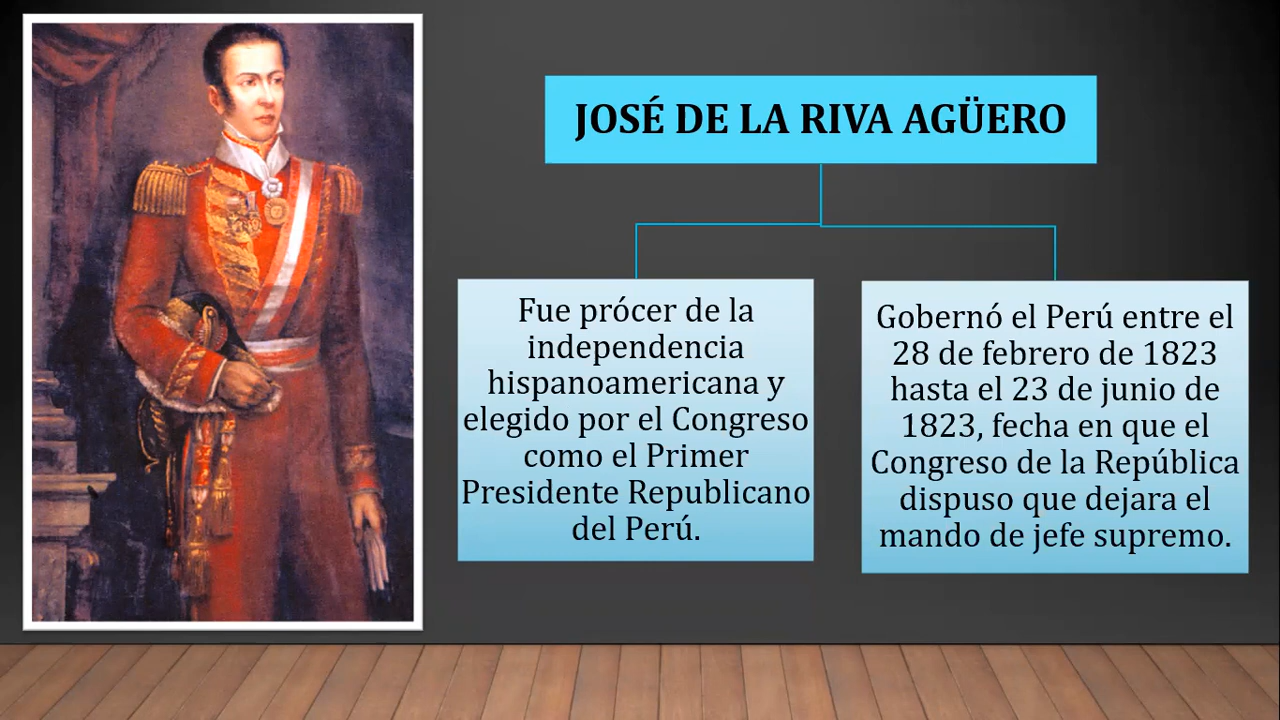 JOSÉ DE LA RIVA AGÜERO
Fue prócer de la
independencia
hispanoamericana y
elegido por el Congreso
como el Primer
Presidente Republicano
del Perú.
Gobernó el Perú entre el
28 de febrero de 1823
hasta el 23 de junio de
1823, fecha en que el
Congreso de la República
dispuso que dejara el
mando de jefe supremo.